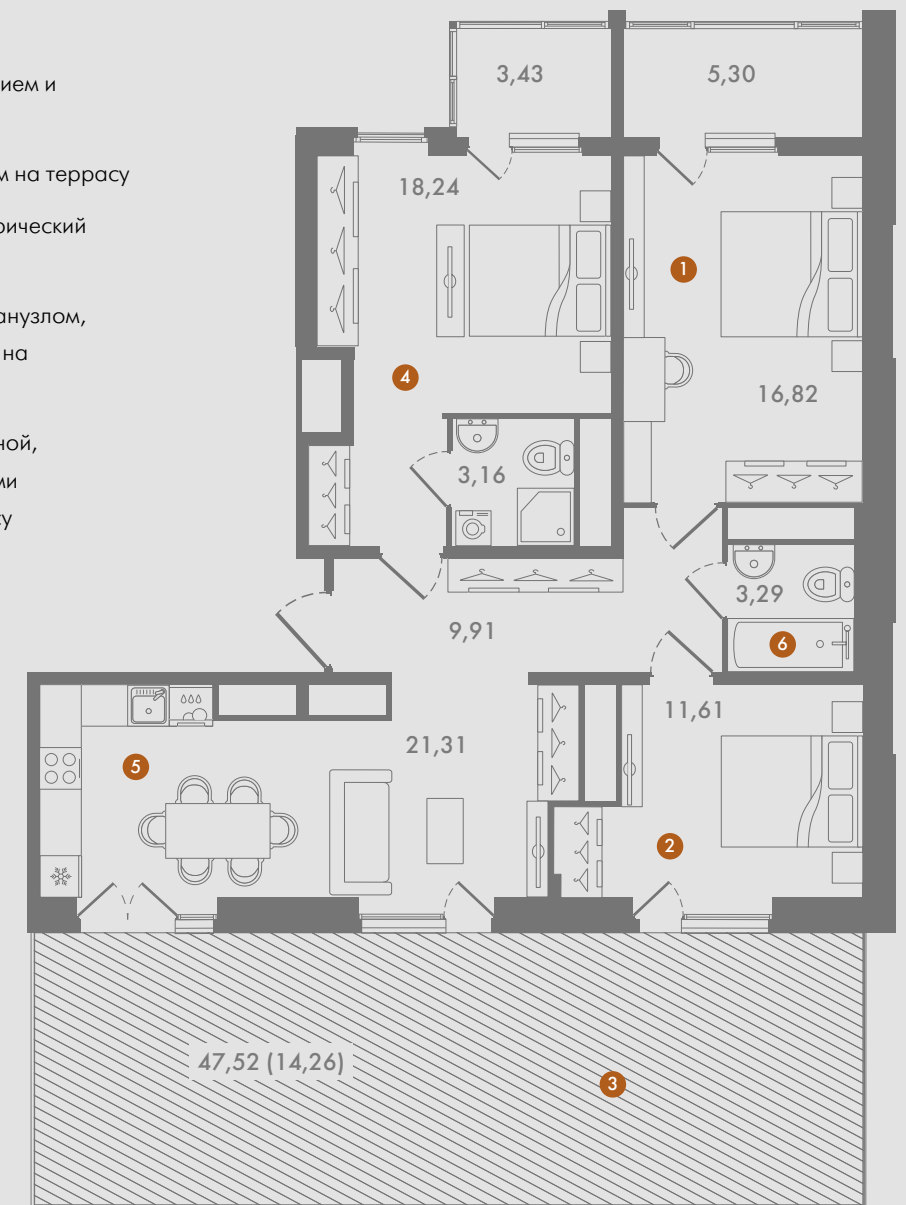 ием и
м на террасу
рический
анузлом,
на
ной,
ми
у
3,43
5,30
18,24
1
4
16,82
3,16
3,29
9,91
6
11,61
21,31
5
2
47,52 (14,26)
3